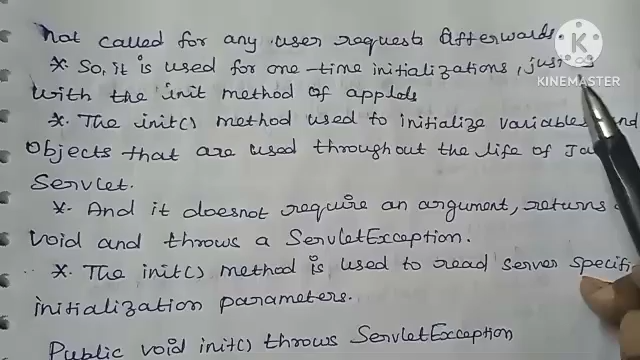 not called for any user requests afterwards.
*. So, it is used for one-time initializations, just
with the init method of applets
*. The init() method used to initialize variables and
objects that are used throughout the life of Ja
Servlet.
*. And it doesnot require an argument, returns a
void and throws a ServletException.
*. The init() method is used to read server specifi
initialization parameters.
Public void init() throws ServletException
KINEMASTER